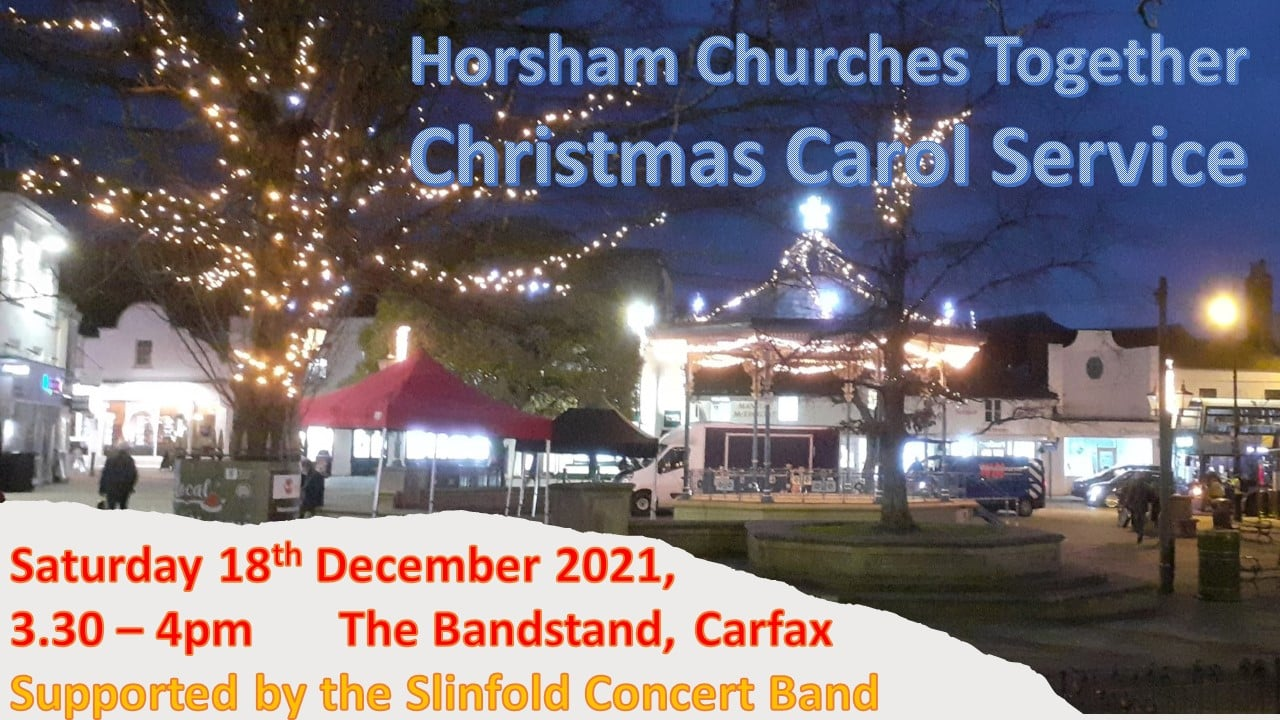 Horsham Churches Together
Christmas Carol Service
local
Saturday 18th December 2021,
3.30 – 4pm The Bandstand, Carfax
Supported by the Slinfold Concert Band